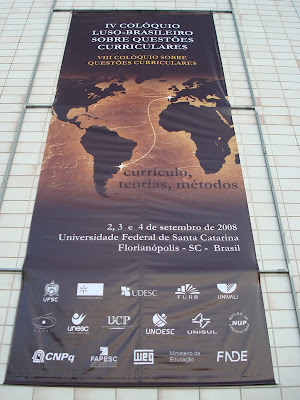 IV COLÓQUIO
LUSO-BRASILEIRO
SOBRE QUESTÕES
CURRICULARES
VIII COLÓQUIO SOBRE
QUESTÕES CURRICULARES
currículo,
teorias, métodos
2, 3 e 4 de setembro de 2008
Universidade Federal de Santa Catarina
Florianópolis - SC - Brasil
UFSC
UDESC
FURB
UNIVALI
unesc
UCP
UNOESC
UNISUL
NUP
CNPq
FAPESC
WEG
Ministério da
Educação
FNDE